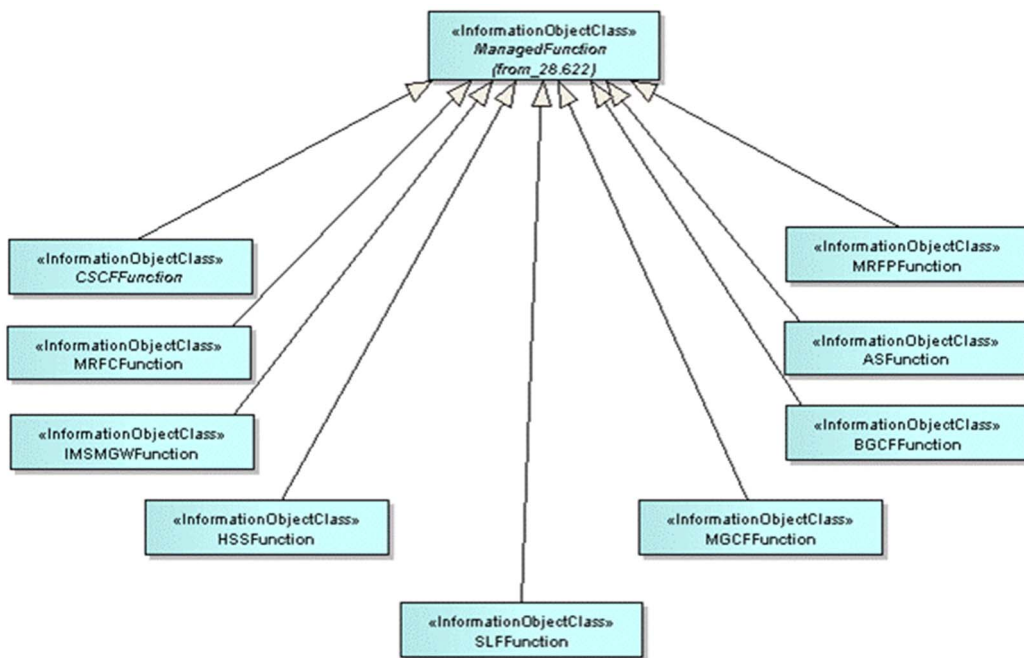 «InformationObjectClass»
ManagedFunction
(from_28.622)
«InformationObjectClass»
CSCFFunction
«InformationObjectClass»
MRFPFunction
«InformationObjectClass»
MRFCFunction
«InformationObjectClass»
ASFunction
«InformationObjectClass»
IMSMGWFunction
«InformationObjectClass»
BGCFFunction
«InformationObjectClass»
HSSFunction
«InformationObjectClass»
MGCFFunction
«InformationObjectClass»
SLFFunction